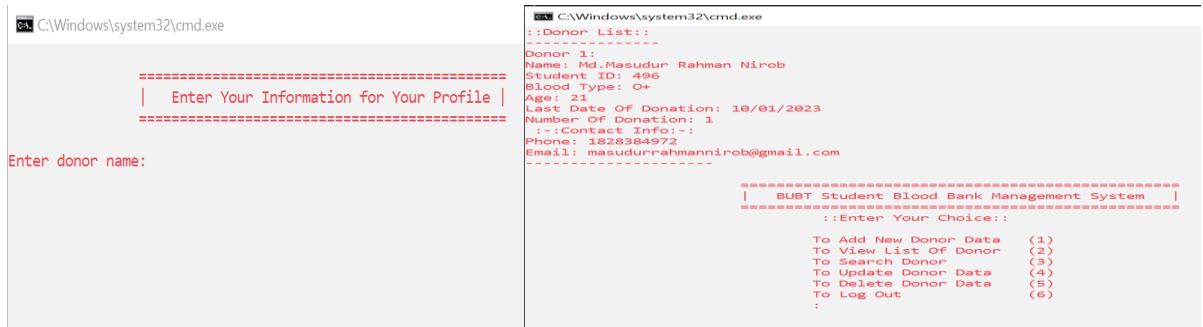 C:\Windows\system32\cmd.exe
=============================================
| Enter Your Information for Your Profile |
=============================================
Enter donor name:
C:\Windows\system32\cmd.exe
::Donor List::
---------------
Donor 1:
Name: Md.Masudur Rahman Nirob
Student ID: 496
Blood Type: O+
Age: 21
Last Date Of Donation: 10/01/2023
Number Of Donation: 1
:-:Contact Info:-:
Phone: 1828384972
Email: masudurrahmannirob@gmail.com
---------------------
=================================================
| BUBT Student Blood Bank Management System |
=================================================
::Enter Your Choice::
To Add New Donor Data (1)
To View List Of Donor (2)
To Search Donor (3)
To Update Donor Data (4)
To Delete Donor Data (5)
To Log Out (6)
: